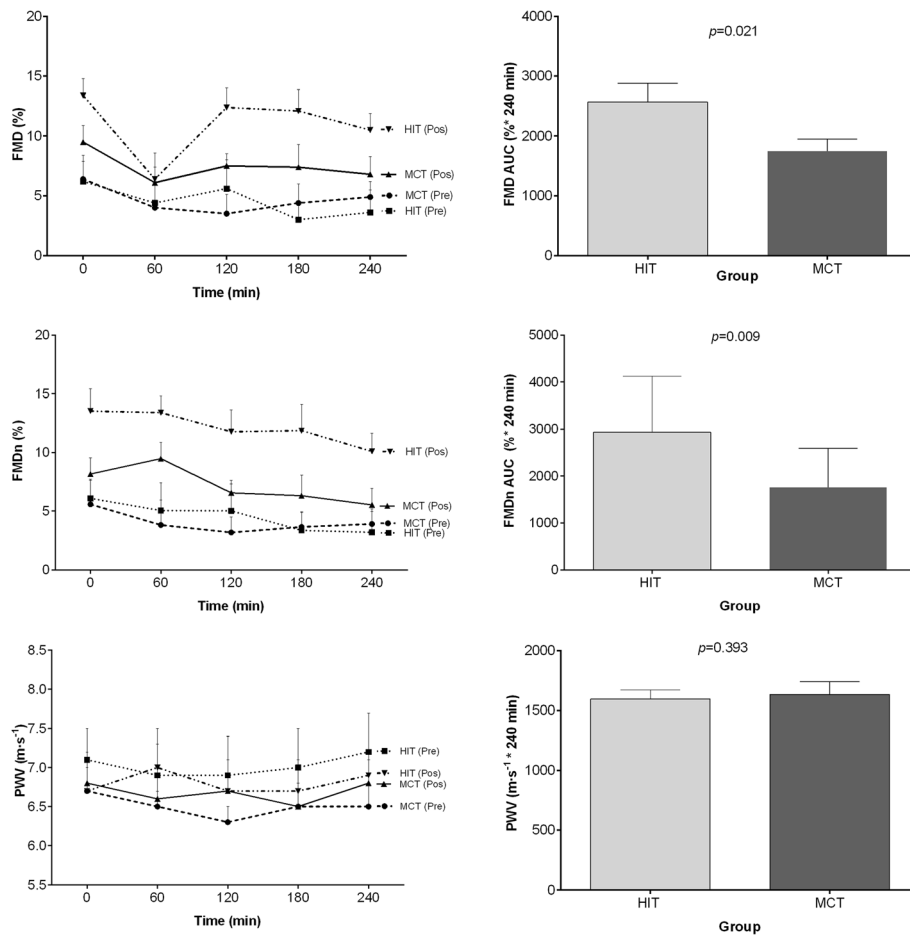 20
15
10
5
0
FMD (%)
HIT (Pos)
MCT (Pos)
MCT (Pre)
HIT (Pre)
0 60 120 180 240
Time (min)
p=0.021
4000
3000
2000
1000
0
FMD AUC (%* 240 min)
HIT MCT
Group
20
15
10
5
0
FMDn (%)
HIT (Pos)
MCT (Pos)
MCT (Pre)
HIT (Pre)
0 60 120 180 240
Time (min)
p=0.009
5000
4000
3000
2000
1000
0
FMDn AUC (%* 240 min)
HIT MCT
Group
8.5
8.0
7.5
7.0
6.5
6.0
5.5
PWV (m·s⁻¹)
HIT (Pre)
HIT (Pos)
MCT (Pos)
MCT (Pre)
0 60 120 180 240
Time (min)
p=0.393
2000
1500
1000
500
0
PWV (m·s⁻¹ * 240 min)
HIT MCT
Group